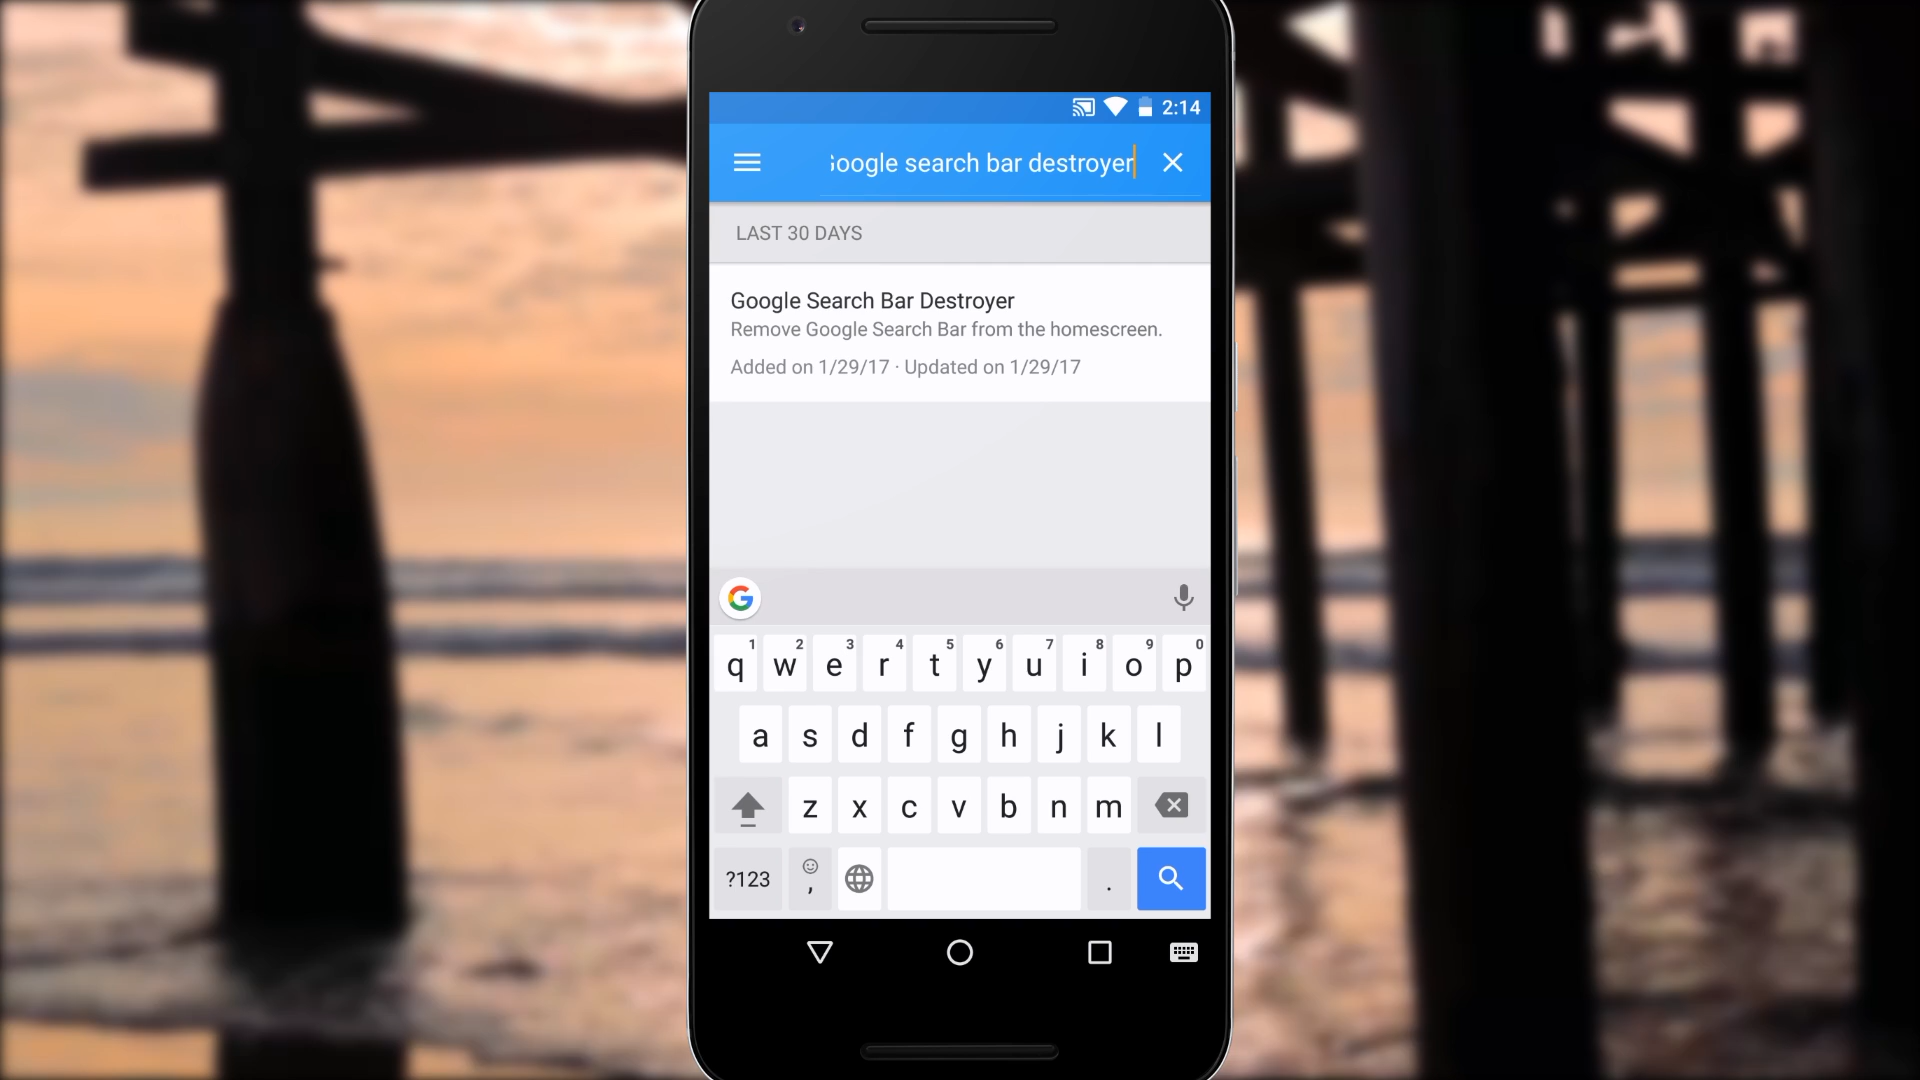 2:14
Google search bar destroyer
LAST 30 DAYS
Google Search Bar Destroyer
Remove Google Search Bar from the homescreen.
Added on 1/29/17 · Updated on 1/29/17
G
1 2 3 4 5 6 7 8 9 0
q w e r t y u i o p
a s d f g h j k l
z x c v b n m
?123 , .